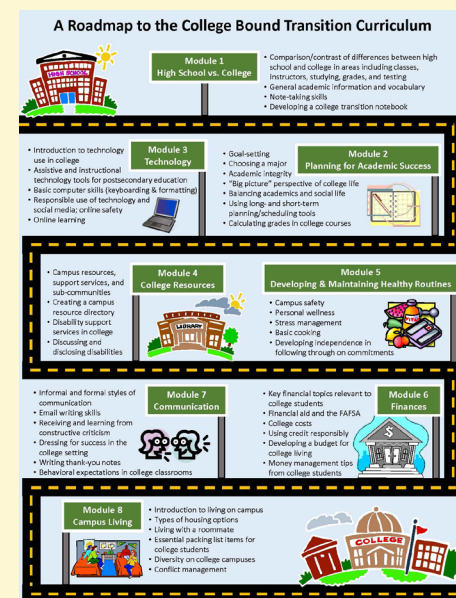 A Roadmap to the College Bound Transition Curriculum
HIGH SCHOOL
Module 1
High School vs. College
• Comparison/contrast of differences between high
school and college in areas including classes,
instructors, studying, grades, and testing
• General academic information and vocabulary
• Note-taking skills
• Developing a college transition notebook
Module 2
Planning for Academic Success
• Goal-setting
• Choosing a major
• Academic integrity
• "Big picture" perspective of college life
• Balancing academics and social life
• Using long- and short-term
planning/scheduling tools
• Calculating grades in college courses
Module 3
Technology
• Introduction to technology
use in college
• Assistive and instructional
technology tools for postsecondary education
• Basic computer skills (keyboarding & formatting)
• Responsible use of technology and
social media; online safety
• Online learning
Module 4
College Resources
• Campus resources,
support services, and
sub-communities
• Creating a campus
resource directory
• Disability support
services in college
• Discussing and
disclosing disabilities
LIBRARY
Module 5
Developing & Maintaining Healthy Routines
• Campus safety
• Personal wellness
• Stress management
• Basic cooking
• Developing independence in
following through on commitments
Module 6
Finances
• Key financial topics relevant to
college students
• Financial aid and the FAFSA
• College costs
• Using credit responsibly
• Developing a budget for
college living
• Money management tips
from college students
Module 7
Communication
• Informal and formal styles of
communication
• Email writing skills
• Receiving and learning from
constructive criticism
• Dressing for success in the
college setting
• Writing thank-you notes
• Behavioral expectations in college classrooms
Module 8
Campus Living
• Introduction to living on campus
• Types of housing options
• Living with a roommate
• Essential packing list items for
college students
• Diversity on college campuses
• Conflict management
COLLEGE